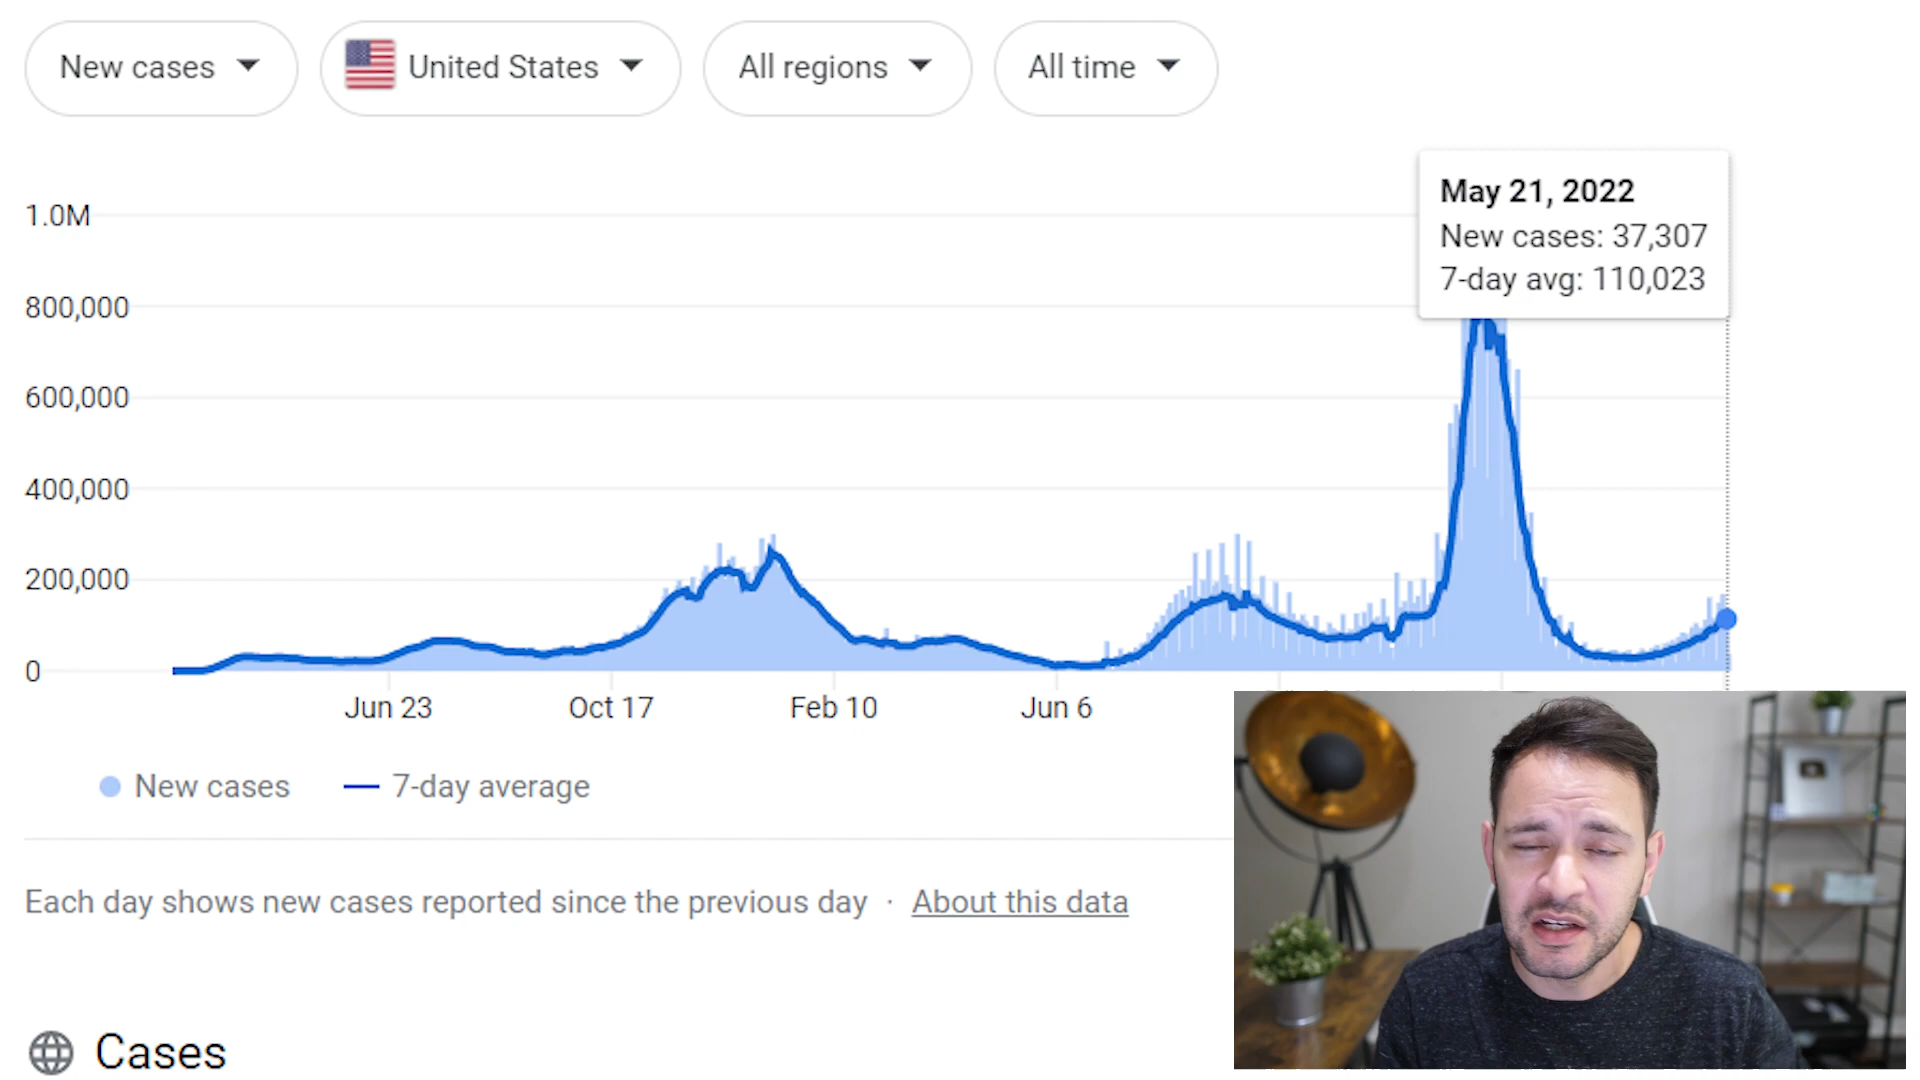 New cases
United States
All regions
All time
May 21, 2022
New cases: 37,307
7-day avg: 110,023
1.0M
800,000
600,000
400,000
200,000
0
Jun 23
Oct 17
Feb 10
Jun 6
New cases
7-day average
Each day shows new cases reported since the previous day · About this data
Cases